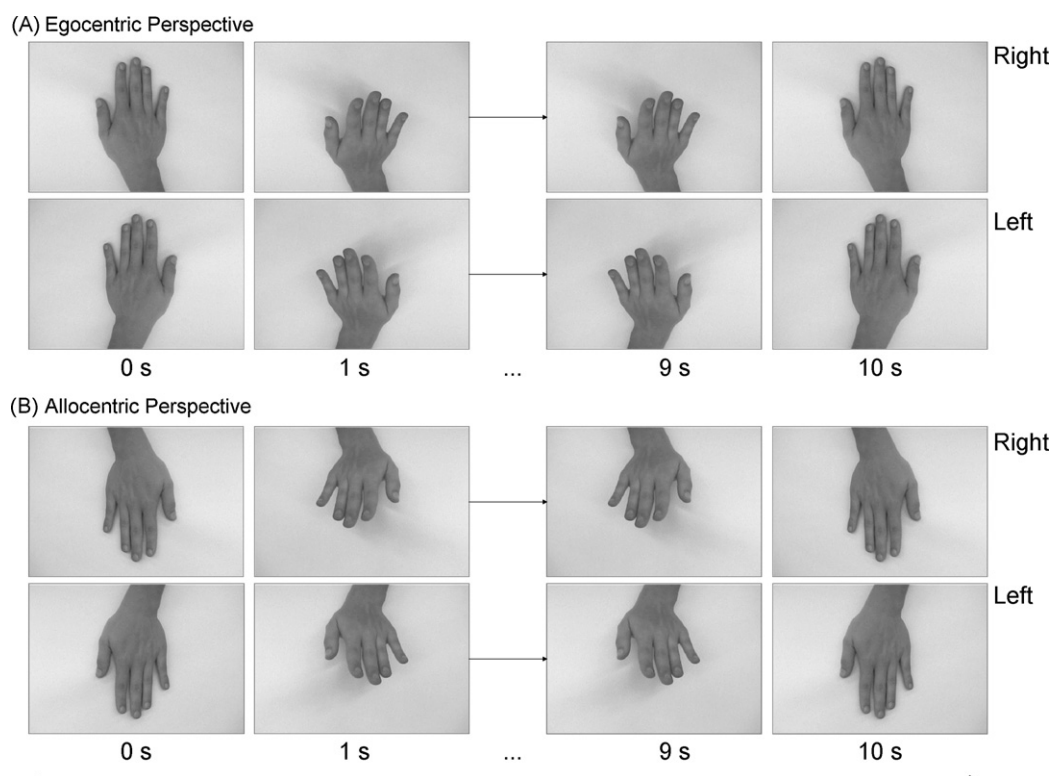 (A) Egocentric Perspective
Right
Left
0 s 1 s ... 9 s 10 s
(B) Allocentric Perspective
Right
Left
0 s 1 s ... 9 s 10 s